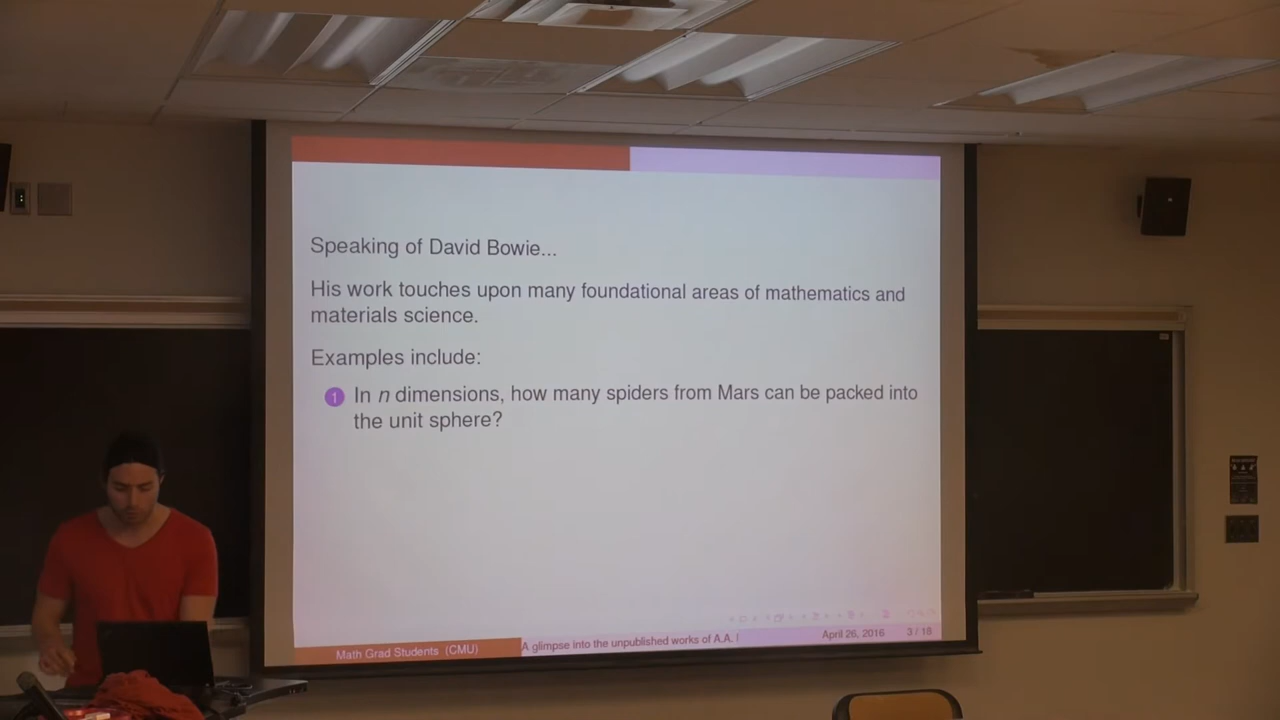 Speaking of David Bowie...
His work touches upon many foundational areas of mathematics and
materials science.
Examples include:
1 In n dimensions, how many spiders from Mars can be packed into
the unit sphere?
Math Grad Students (CMU)
A glimpse into the unpublished works of A.A.
April 26, 2016
3 / 18